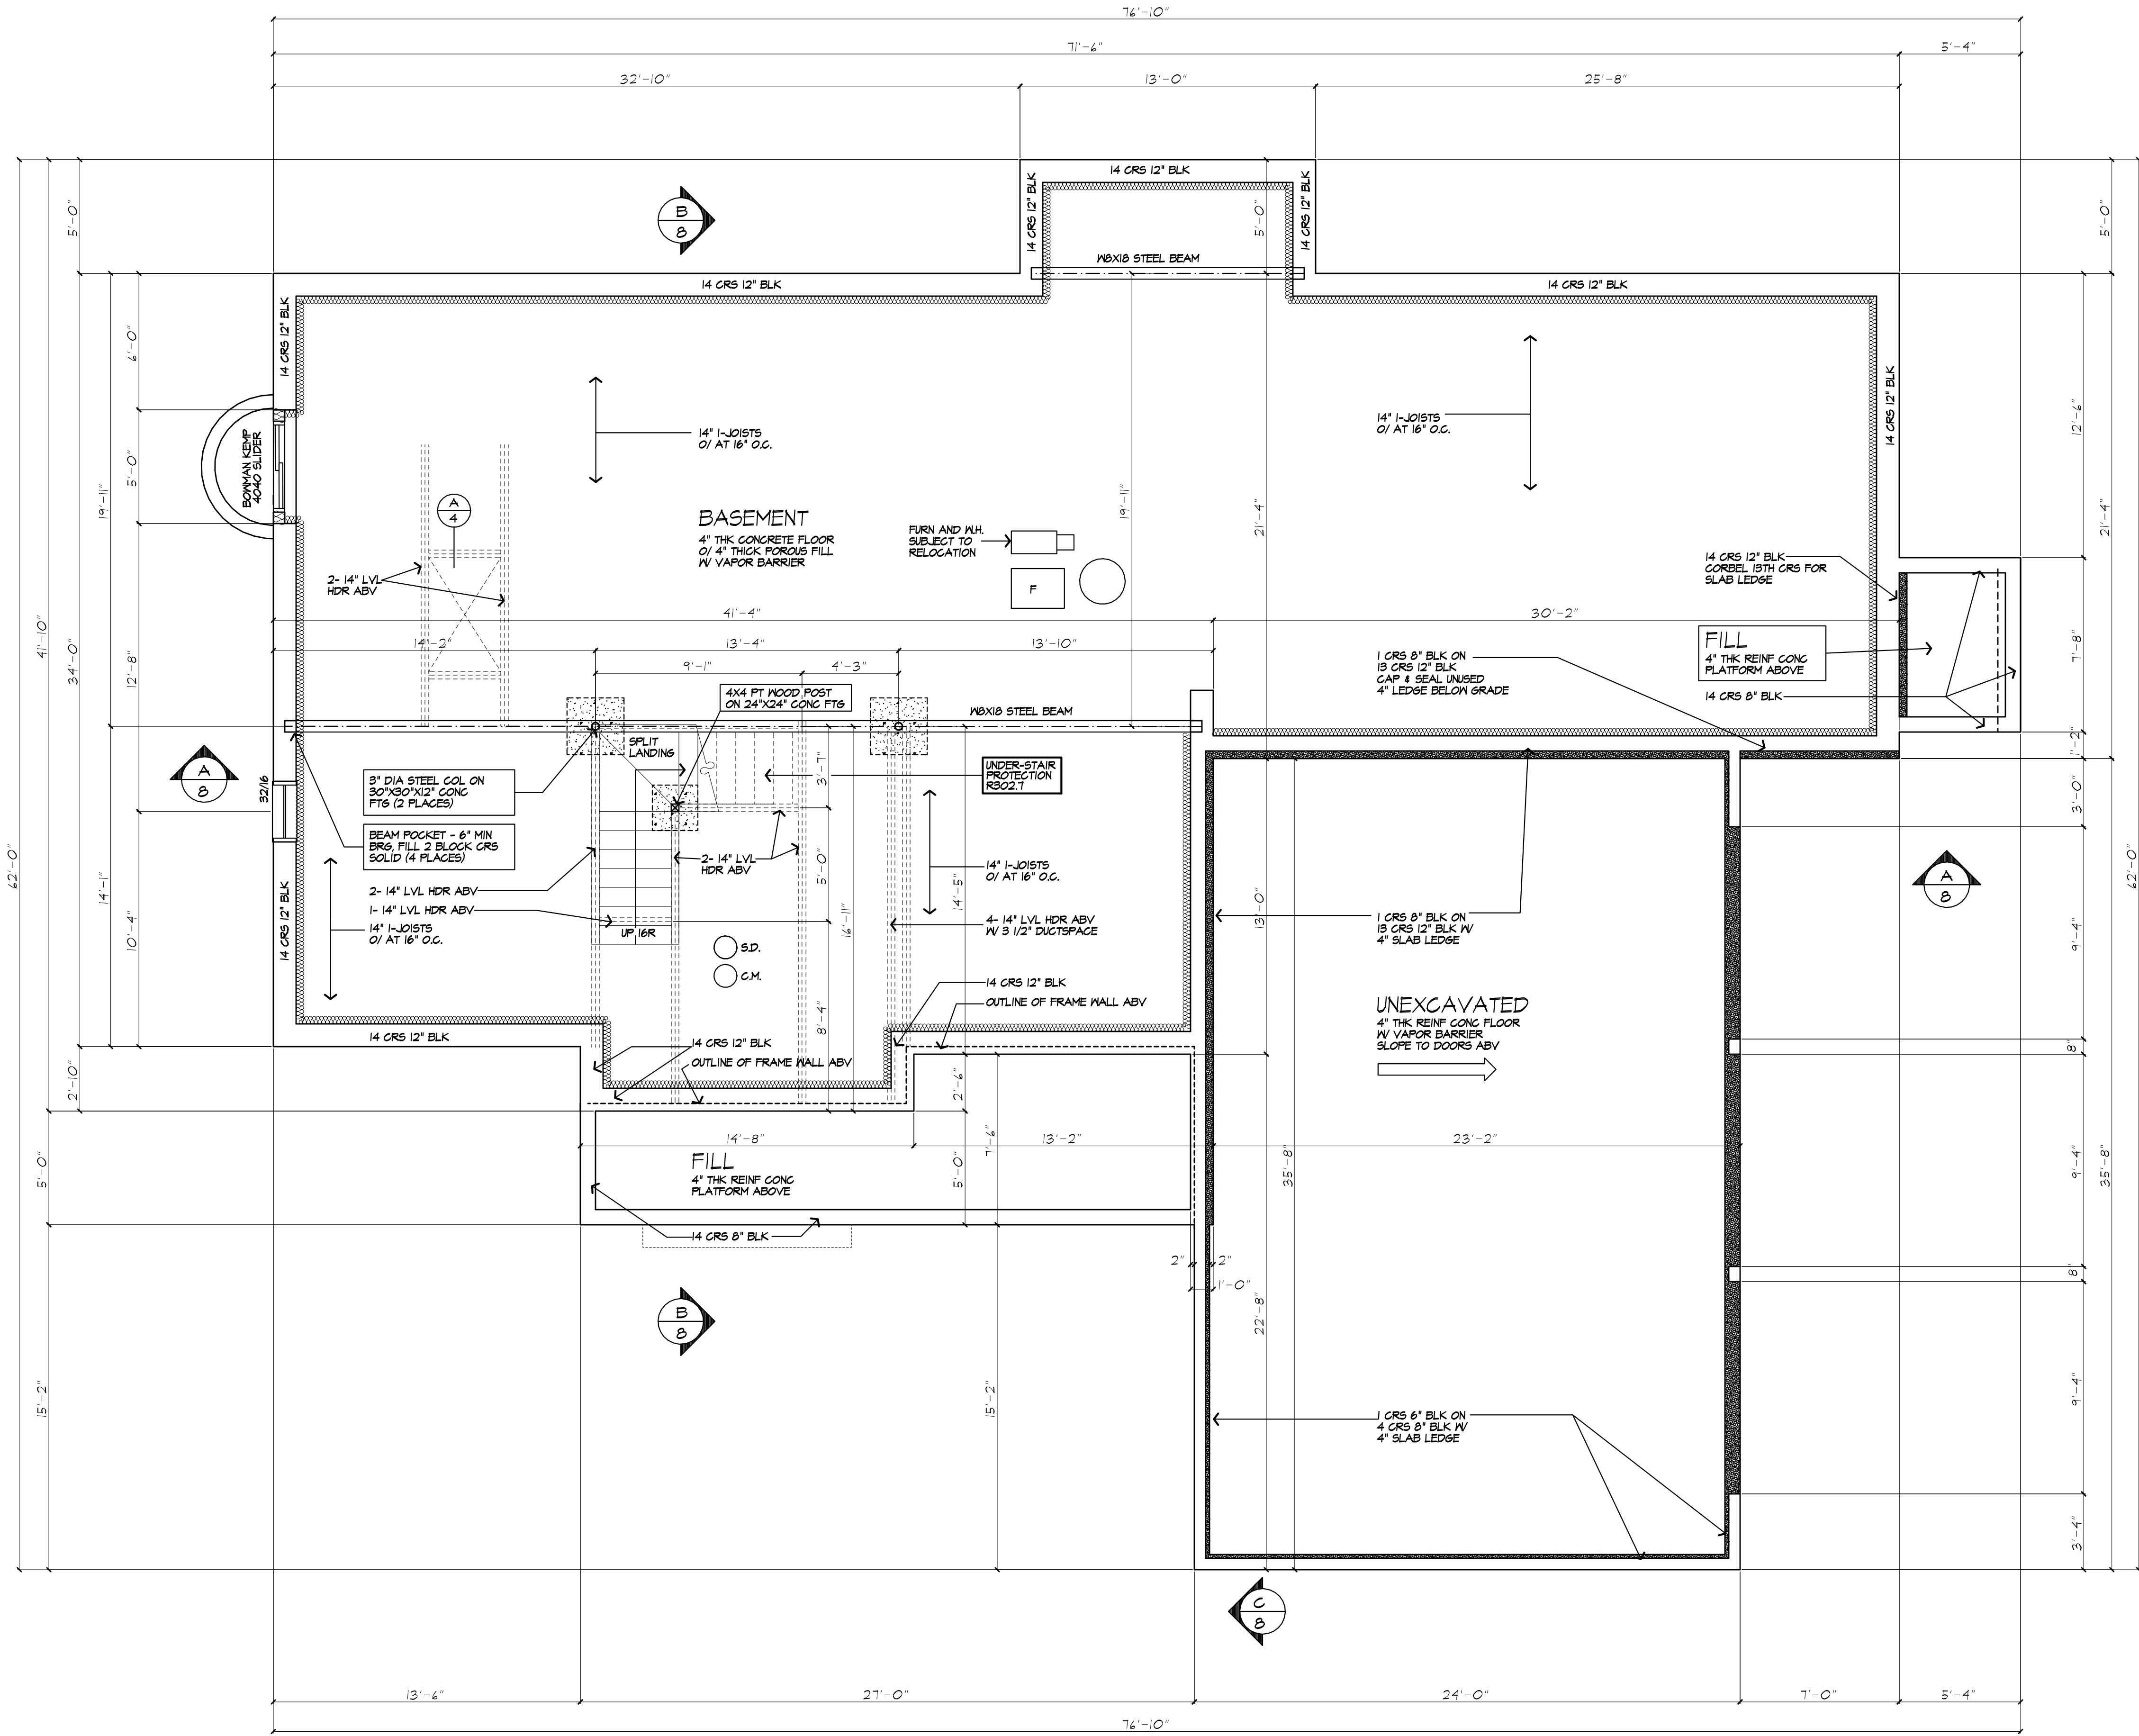 76'-10"
71'-6"
5'-4"
32'-10"
13'-0"
25'-8"
14 CRS 12" BLK
14 CRS 12" BLK
14 CRS 12" BLK
5'-0"
5'-0"
5'-0"
B
8
W8X18 STEEL BEAM
14 CRS 12" BLK
14 CRS 12" BLK
14 CRS 12" BLK
6'-0"
12'-6"
14 CRS 12" BLK
14" I-JOISTS
O/ AT 16" O.C.
14" I-JOISTS
O/ AT 16" O.C.
BOWMAN KEMP
4040 SLIDER
5'-0"
19'-11"
19'-11"
21'-4"
21'-4"
A
4
BASEMENT
4" THK CONCRETE FLOOR
O/ 4" THICK POROUS FILL
W/ VAPOR BARRIER
FURN AND W.H.
SUBJECT TO
RELOCATION
F
2- 14" LVL
HDR ABV
14 CRS 12" BLK
CORBEL 13TH CRS FOR
SLAB LEDGE
41'-4"
30'-2"
14'-2"
13'-4"
13'-10"
9'-1"
4'-3"
41'-10"
34'-0"
12'-8"
7'-8"
FILL
4" THK REINF CONC
PLATFORM ABOVE
14 CRS 8" BLK
1 CRS 8" BLK ON
13 CRS 12" BLK
CAP & SEAL UNUSED
4" LEDGE BELOW GRADE
4X4 PT WOOD POST
ON 24"X24" CONC FTG
W8X18 STEEL BEAM
SPLIT
LANDING
1'-2"
A
8
32/16
3" DIA STEEL COL ON
30"X30"X12" CONC
FTG (2 PLACES)
BEAM POCKET - 6" MIN
BRG, FILL 2 BLOCK CRS
SOLID (4 PLACES)
3'-7"
UNDER-STAIR
PROTECTION
R302.7
3'-0"
62'-0"
62'-0"
14'-1"
10'-4"
2- 14" LVL
HDR ABV
5'-0"
14" I-JOISTS
O/ AT 16" O.C.
2- 14" LVL HDR ABV
1- 14" LVL HDR ABV
14" I-JOISTS
O/ AT 16" O.C.
14 CRS 12" BLK
16'-11"
14'-5"
13'-0"
A
8
4- 14" LVL HDR ABV
W/ 3 1/2" DUCTSPACE
1 CRS 8" BLK ON
13 CRS 12" BLK W/
4" SLAB LEDGE
9'-4"
UP 16R
S.D.
C.M.
14 CRS 12" BLK
OUTLINE OF FRAME WALL ABV
UNEXCAVATED
4" THK REINF CONC FLOOR
W/ VAPOR BARRIER
SLOPE TO DOORS ABV
8'-4"
14 CRS 12" BLK
14 CRS 12" BLK
OUTLINE OF FRAME WALL ABV
8"
2'-10"
2'-6"
7'-6"
14'-8"
13'-2"
23'-2"
FILL
4" THK REINF CONC
PLATFORM ABOVE
5'-0"
5'-0"
35'-8"
9'-4"
35'-8"
14 CRS 8" BLK
2"
2"
1'-0"
8"
B
8
22'-8"
15'-2"
15'-2"
9'-4"
1 CRS 6" BLK ON
4 CRS 8" BLK W/
4" SLAB LEDGE
3'-4"
C
8
13'-6"
27'-0"
24'-0"
7'-0"
5'-4"
76'-10"